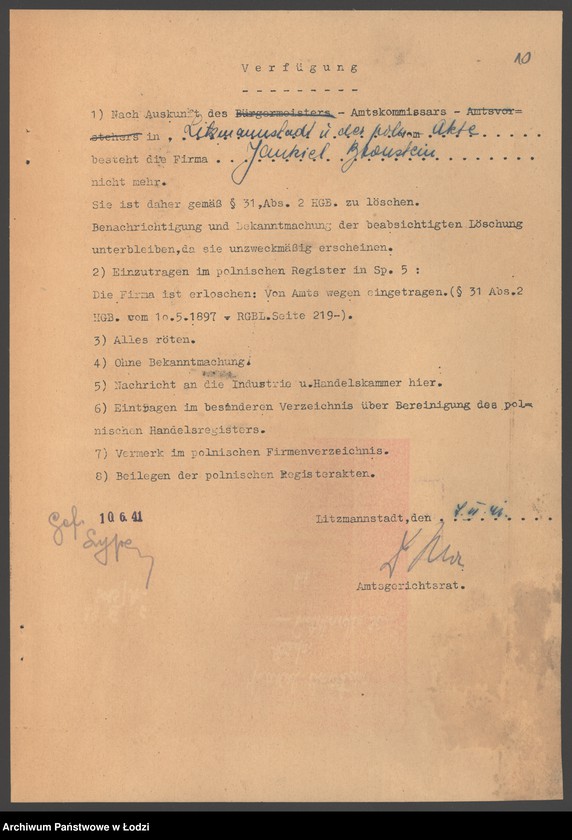 10
Verfügung
- - - - - - - - -
1) Nach Auskunft des Bürgermeisters - Amtskommissars - Amtsvor=
stehers in . Litzmannstadt u. der poln. Akte . . . . .
besteht die Firma . . Jankiel Bronstein . . . . . . .
nicht mehr.
Sie ist daher gemäß § 31,Abs. 2 HGB. zu löschen.
Benachrichtigung und Bekanntmachung der beabsichtigten Löschung
unterbleiben,da sie unzweckmäßig erscheinen.
2) Einzutragen im polnischen Register in Sp. 5 :
Die Firma ist erloschen: Von Amts wegen eingetragen.(§ 31 Abs.2
HGB. vom 10.5.1897 - RGBL.Seite 219-).
3) Alles röten.
4) Ohne Bekanntmachung.
5) Nachricht an die Industrie u.Handelskammer hier.
6) Eintragen im besonderen Verzeichnis über Bereinigung des pol-
nischen Handelsregisters.
7) Vermerk im polnischen Firmenverzeichnis.
8) Beilegen der polnischen Registerakten.
Gef. 10.6.41
Litzmannstadt,den .
Amtsgerichtsrat.
Archiwum Państwowe w Łodzi